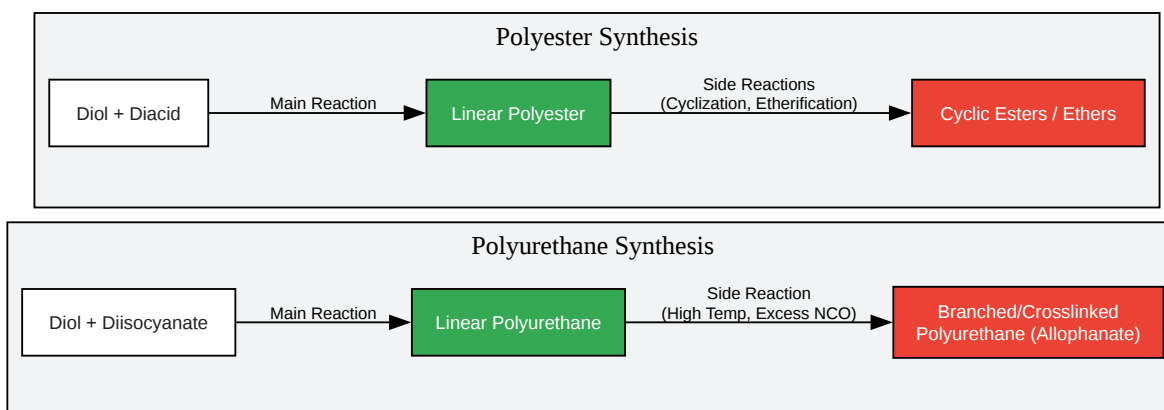 Polyester Synthesis
Diol + Diacid
Main Reaction
Linear Polyester
Side Reactions
(Cyclization, Etherification)
Cyclic Esters / Ethers
Polyurethane Synthesis
Diol + Diisocyanate
Main Reaction
Linear Polyurethane
Side Reaction
(High Temp, Excess NCO)
Branched/Crosslinked
Polyurethane (Allophanate)